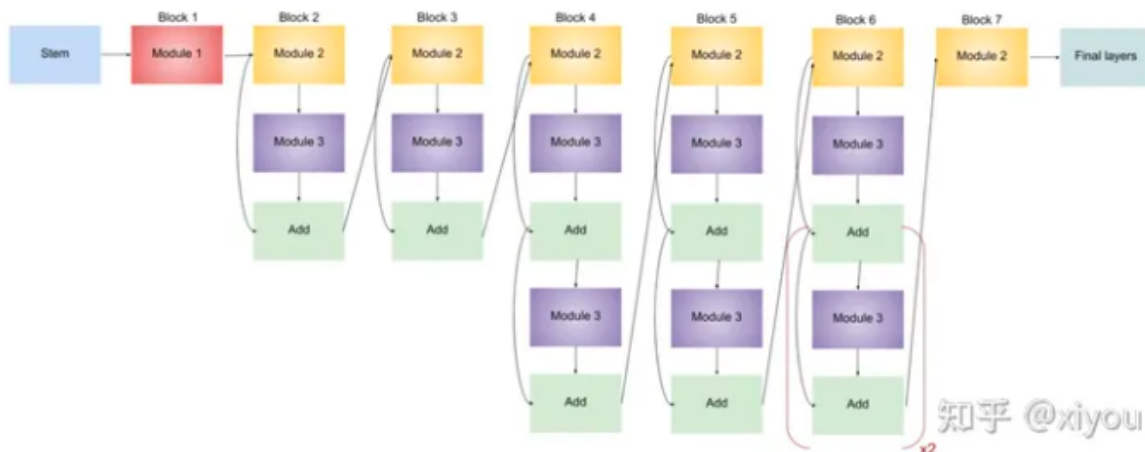 Block 1 Block 2 Block 3 Block 4 Block 5 Block 6 Block 7
Stem Module 1 Module 2 Module 2 Module 2 Module 2 Module 2 Module 2 Final layers
Module 3 Module 3 Module 3 Module 3 Module 3
Add Add Add Add Add
Module 3 Module 3 Module 3
Add Add Add
知乎 @xiyou
x2